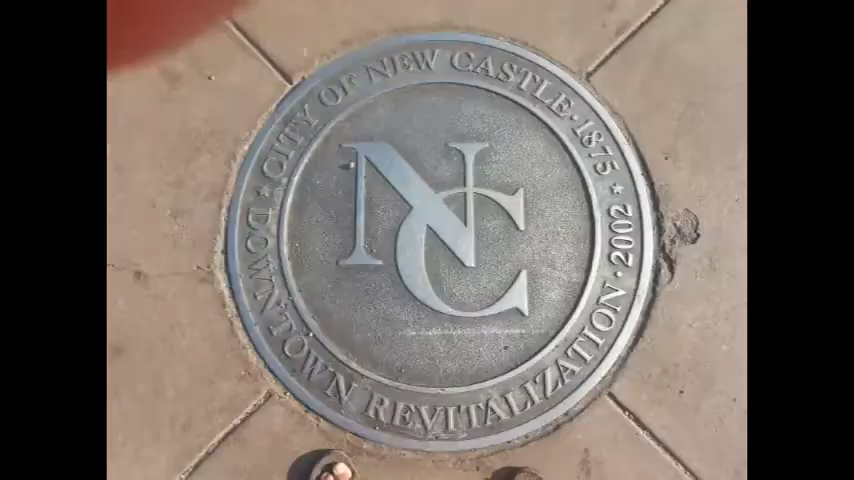 CITY OF NEW CASTLE · 1875
DOWNTOWN REVITALIZATION · 2002
NC